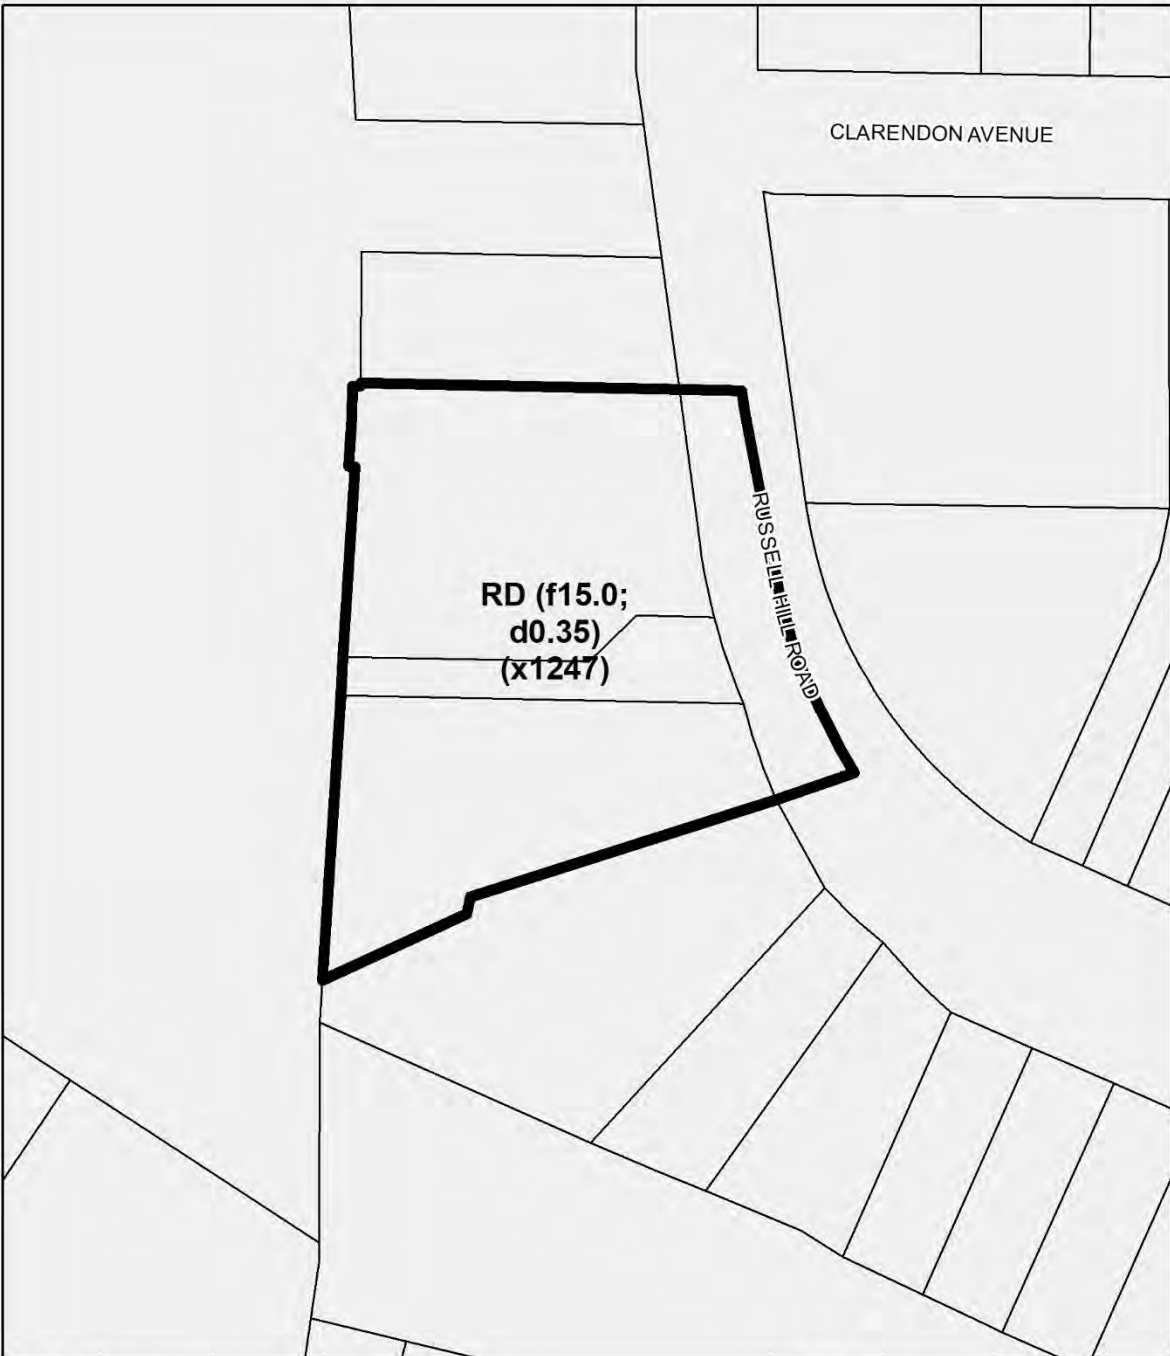 CLARENDON AVENUE
RUSSELL HILL ROAD
RD (f15.0;
d0.35)
(x1247)